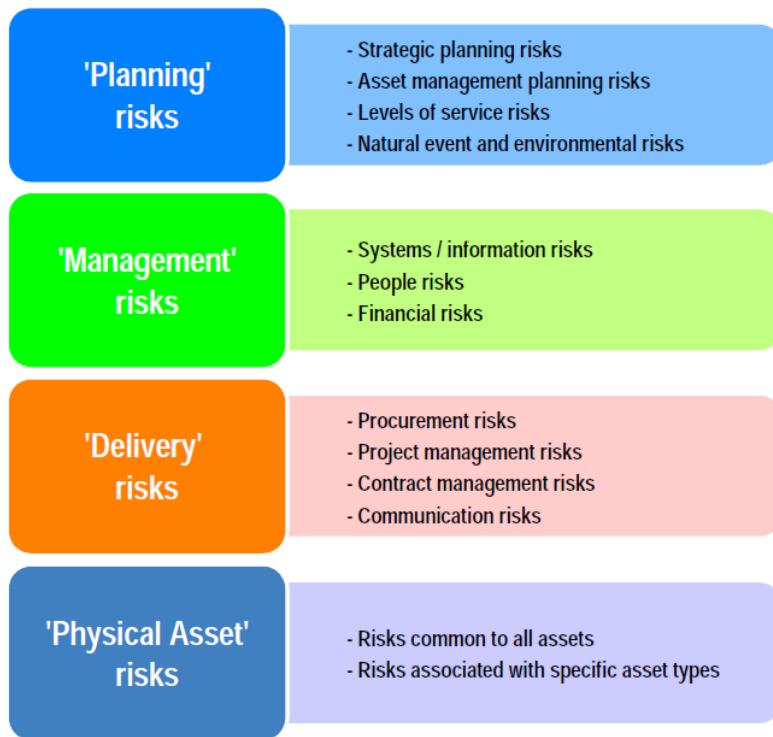 'Planning'
risks
- Strategic planning risks
- Asset management planning risks
- Levels of service risks
- Natural event and environmental risks
'Management'
risks
- Systems / information risks
- People risks
- Financial risks
'Delivery'
risks
- Procurement risks
- Project management risks
- Contract management risks
- Communication risks
'Physical Asset'
risks
- Risks common to all assets
- Risks associated with specific asset types